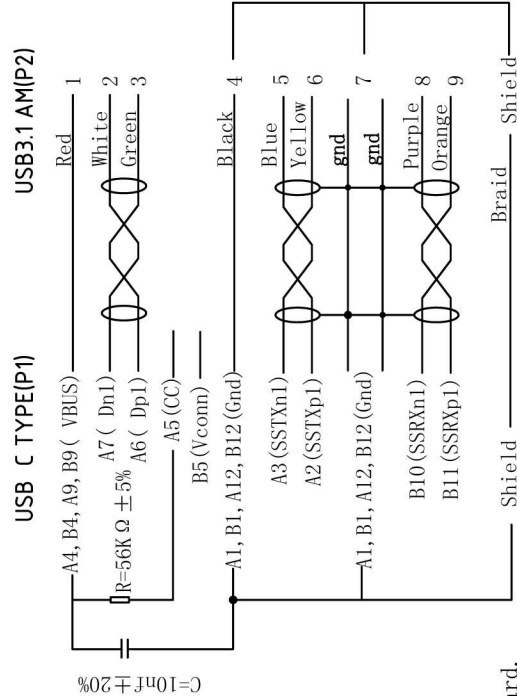 USB C TYPE(P1) USB3.1 AM(P2)
A4, B4, A9, B9( VBUS) Red 1
A7( Dn1) White 2
A6( Dp1) Green 3
R=56KΩ ±5%
A5(CC)
B5(Vconn)
C=10nf±20%
A1, B1, A12, B12(Gnd) Black 4
A3(SSTXn1) Blue 5
A2(SSTXp1) Yellow 6
gnd
A1, B1, A12, B12(Gnd) 7
gnd
B10(SSRXn1) Purple 8
B11(SSRXp1) Orange 9
Braid
Shield Shield